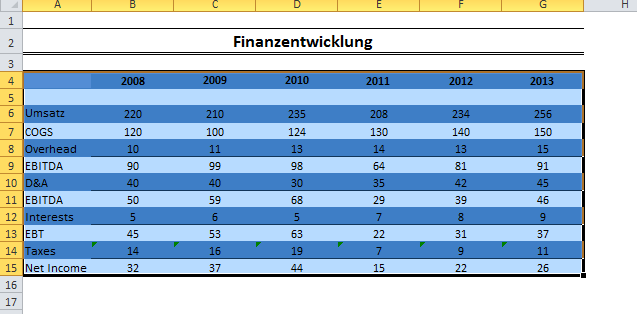 A B C D E F G H
1
2 Finanzentwicklung
3
4 2008 2009 2010 2011 2012 2013
5
6 Umsatz 220 210 235 208 234 256
7 COGS 120 100 124 130 140 150
8 Overhead 10 11 13 14 13 15
9 EBITDA 90 99 98 64 81 91
10 D&A 40 40 30 35 42 45
11 EBITDA 50 59 68 29 39 46
12 Interests 5 6 5 7 8 9
13 EBT 45 53 63 22 31 37
14 Taxes 14 16 19 7 9 11
15 Net Income 32 37 44 15 22 26
16
17